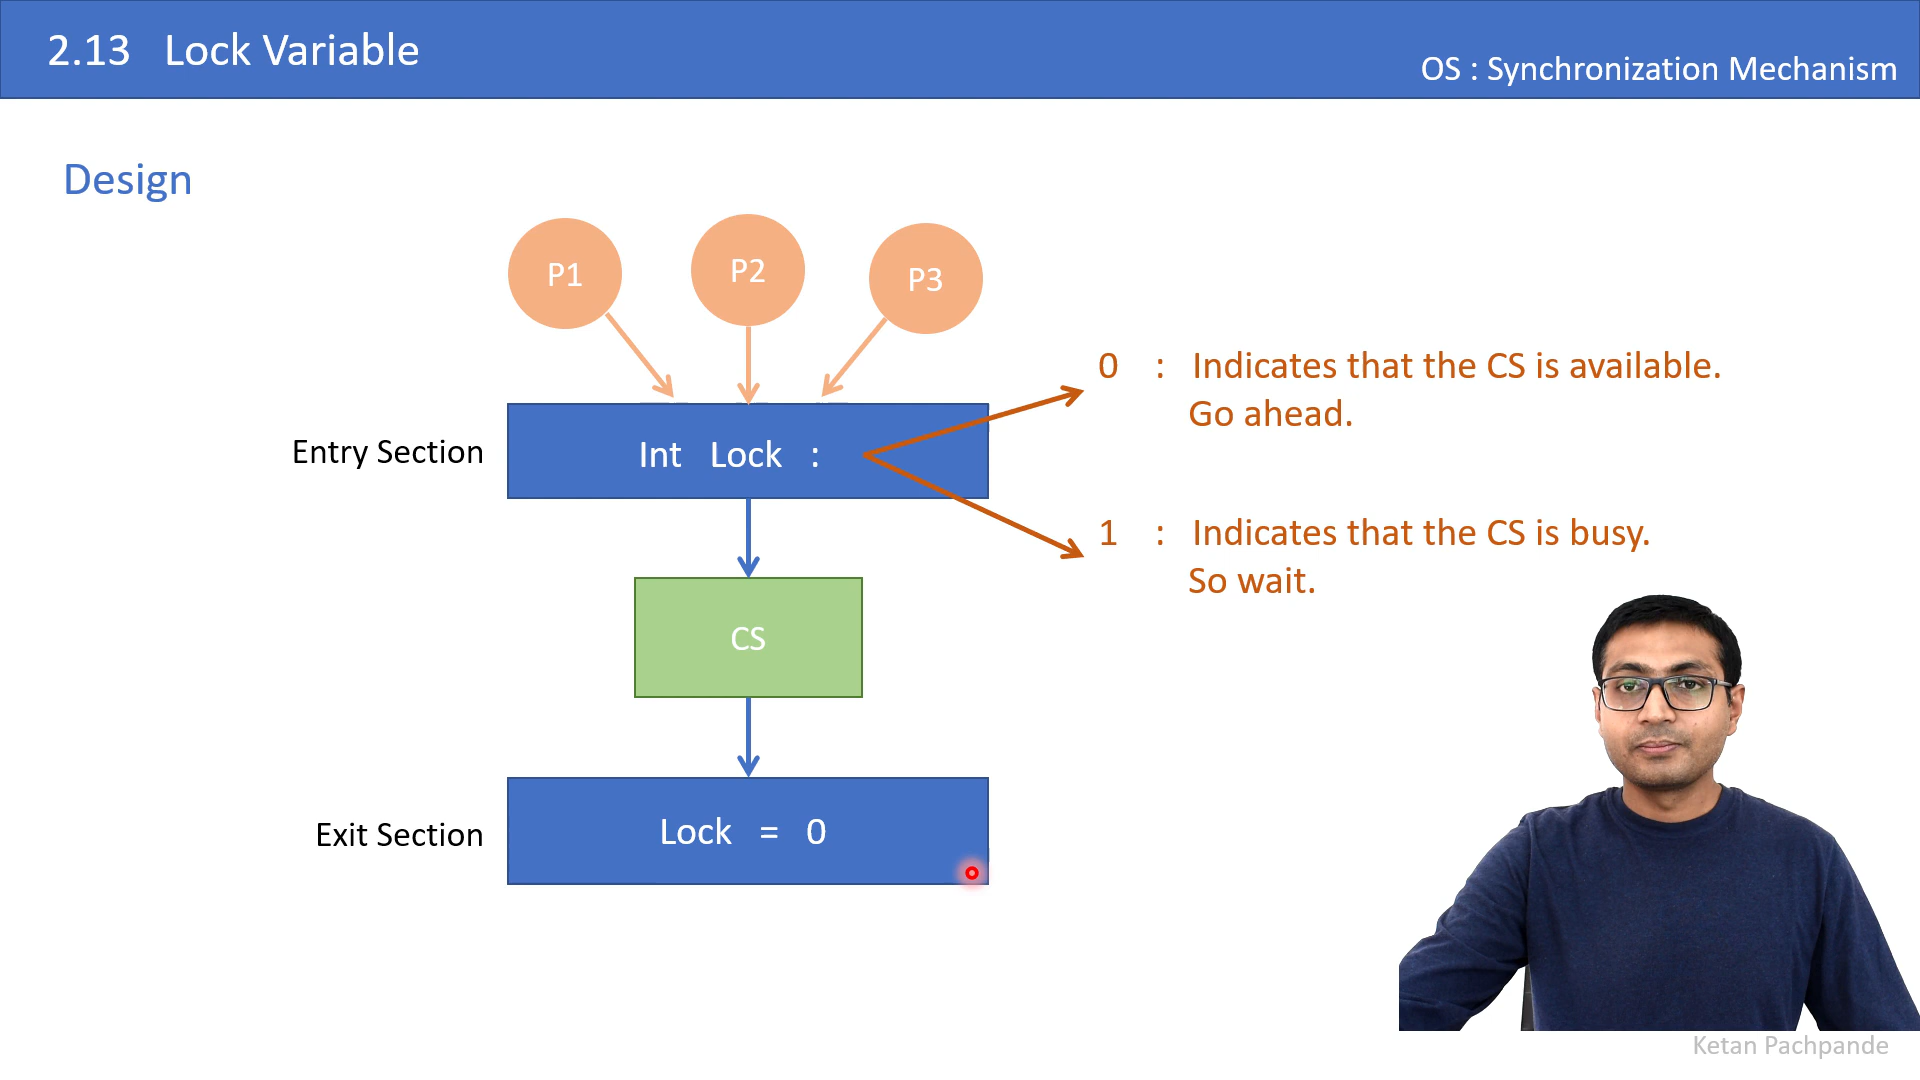 2.13 Lock Variable
OS : Synchronization Mechanism
Design
P1
P2
P3
0 : Indicates that the CS is available.
Go ahead.
Entry Section
Int Lock :
1 : Indicates that the CS is busy.
So wait.
CS
Exit Section
Lock = 0
Ketan Pachpande